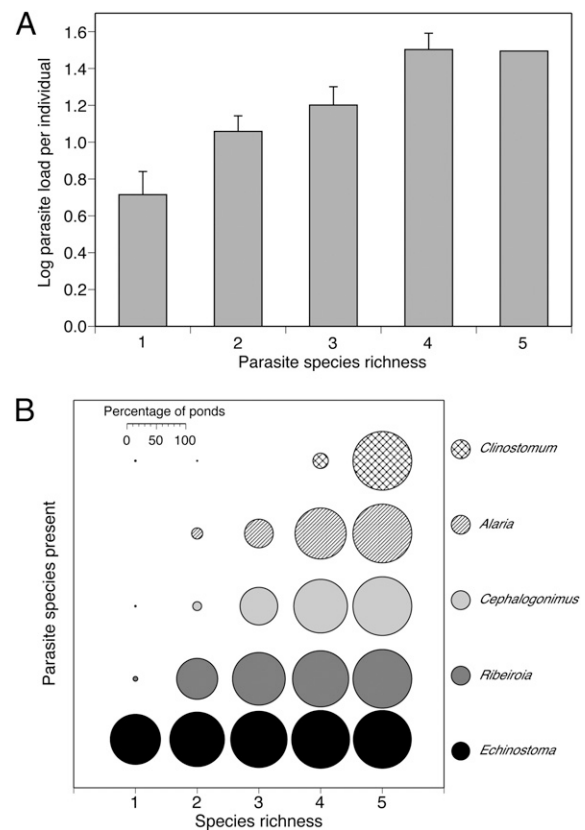 A
Log parasite load per individual
1.6
1.4
1.2
1.0
0.8
0.6
0.4
0.2
0.0
1 2 3 4 5
Parasite species richness
B
Percentage of ponds
0 50 100
Parasite species present
Clinostomum
Alaria
Cephalogonimus
Ribeiroia
Echinostoma
1 2 3 4 5
Species richness